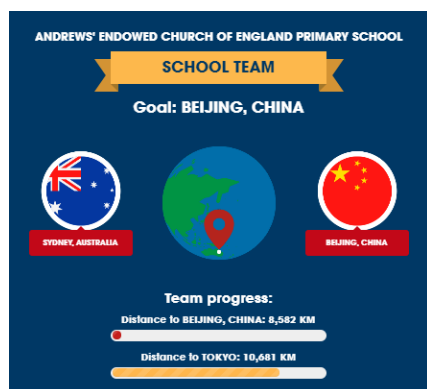 ANDREWS' ENDOWED CHURCH OF ENGLAND PRIMARY SCHOOL
SCHOOL TEAM
Goal: BEIJING, CHINA
SYDNEY, AUSTRALIA
BEIJING, CHINA
Team progress:
Distance to BEIJING, CHINA: 8,582 KM
Distance to TOKYO: 10,681 KM